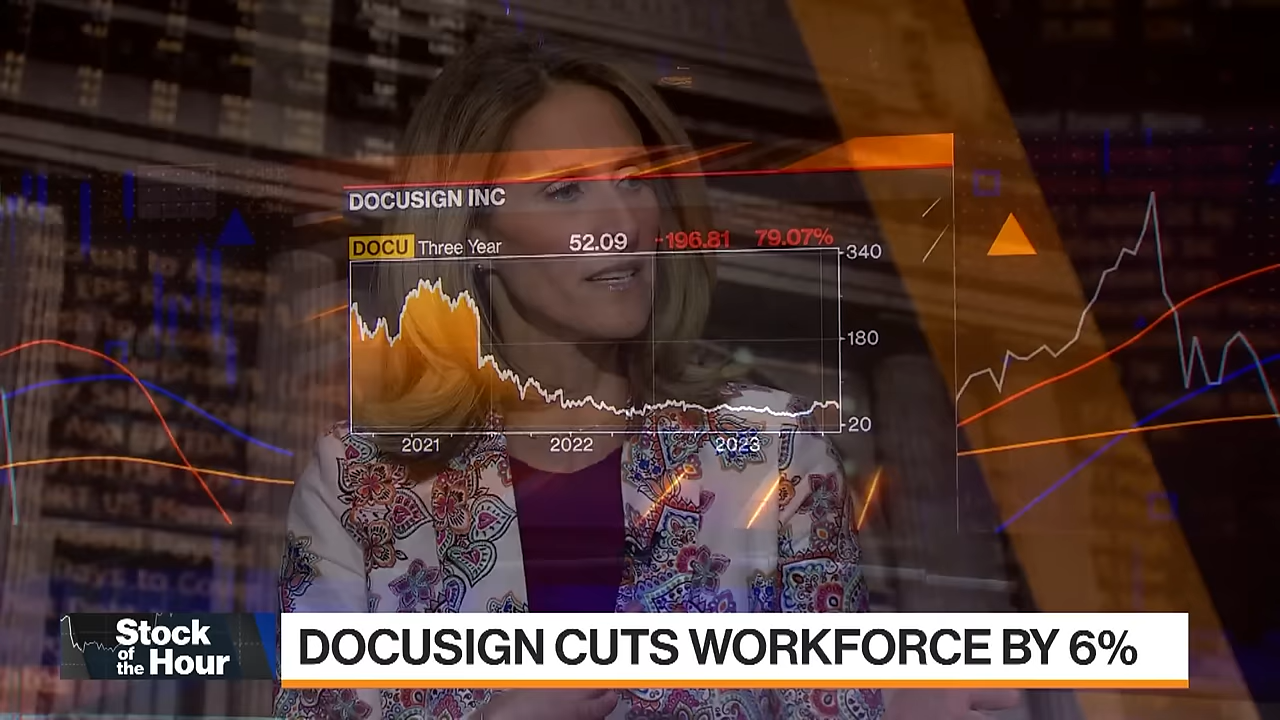 DOCUSIGN INC
DOCU Three Year 52.09 -196.81 79.07%
340
180
20
2021 2022 2023
Stock
of the Hour
DOCUSIGN CUTS WORKFORCE BY 6%